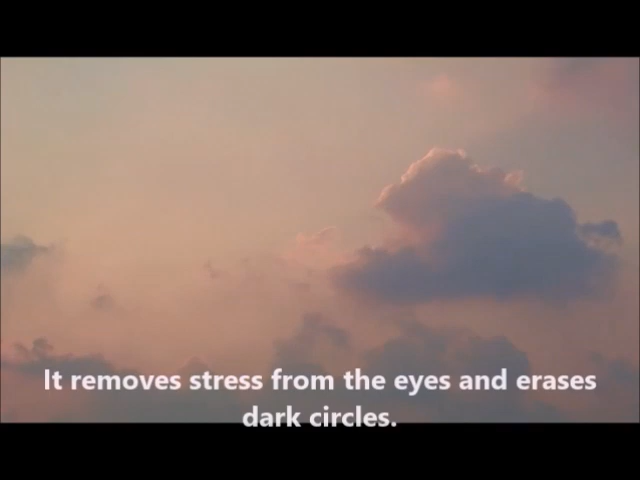 It removes stress from the eyes and erases
dark circles.